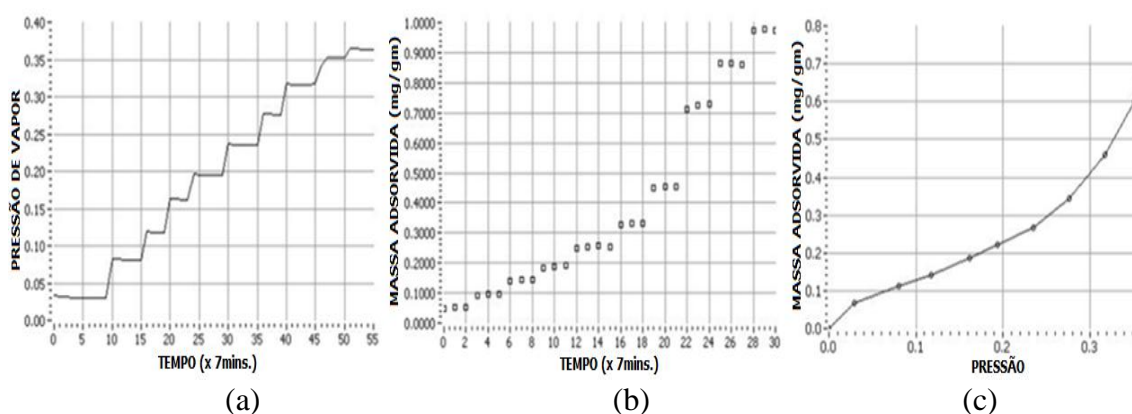 PRESSÃO DE VAPOR
0.40
0.35
0.30
0.25
0.20
0.15
0.10
0.05
0.00
0 5 10 15 20 25 30 35 40 45 50 55
TEMPO (x 7mins.)
(a)
MASSA ADSORVIDA (mg/gm)
1.0000
0.9000
0.8000
0.7000
0.6000
0.5000
0.4000
0.3000
0.2000
0.1000
0.0000
0 2 4 6 8 10 12 14 16 18 20 22 24 26 28 30
TEMPO (x 7mins.)
(b)
MASSA ADSORVIDA (mg/gm)
0.8
0.7
0.6
0.5
0.4
0.3
0.2
0.1
0.0
0.0 0.1 0.2 0.3
PRESSÃO
(c)